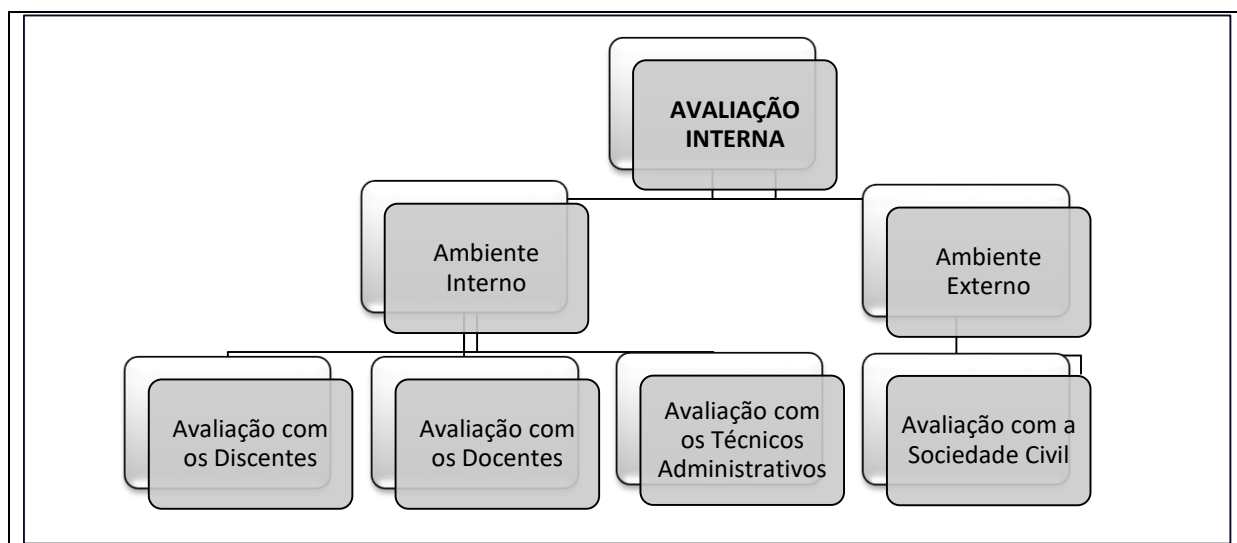 AVALIAÇÃO
INTERNA
Ambiente
Interno
Ambiente
Externo
Avaliação com
os Discentes
Avaliação com
os Docentes
Avaliação com
os Técnicos
Administrativos
Avaliação com a
Sociedade Civil